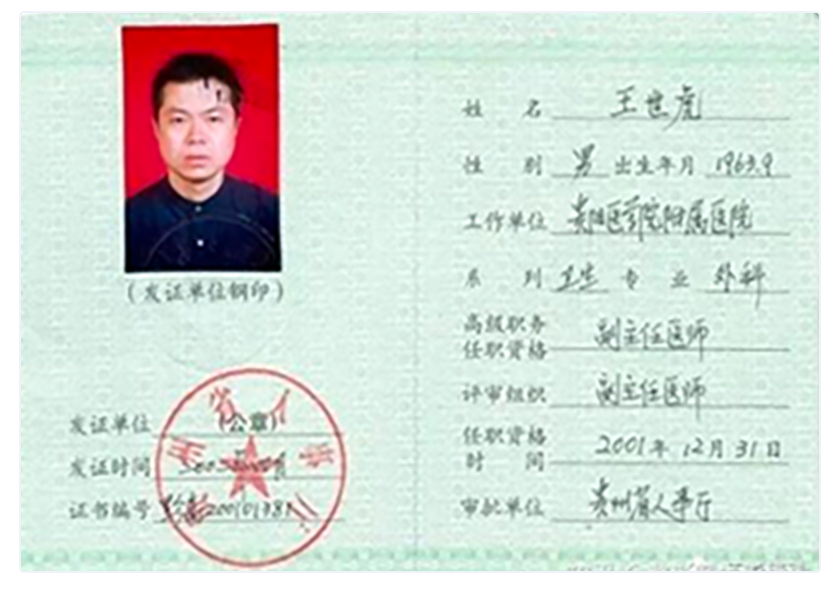 (发证单位钢印)
发证单位 (公章)
发证时间
证书编号
姓 名 王世虎
性 别 男 出生年月 1963.9
工作单位 贵阳医学院附属医院
系 列 卫生 专 业 外科
高级职务
任职资格 副主任医师
评审组织 副主任医师
任职资格
时 间 2001年12月31日
审批单位 贵州省人事厅